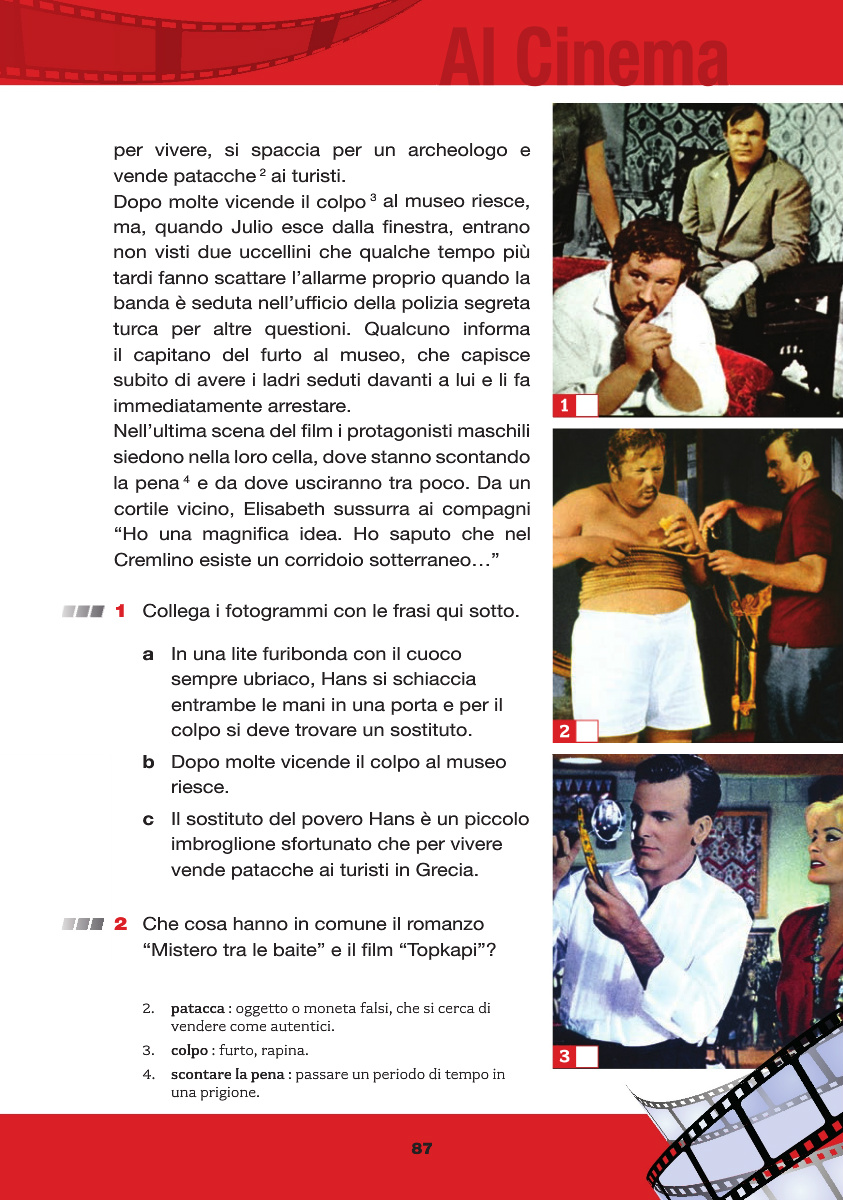 Al Cinema
per vivere, si spaccia per un archeologo e
vende patacche 2 ai turisti.
Dopo molte vicende il colpo 3 al museo riesce,
ma, quando Julio esce dalla finestra, entrano
non visti due uccellini che qualche tempo più
tardi fanno scattare l’allarme proprio quando la
banda è seduta nell’ufficio della polizia segreta
turca per altre questioni. Qualcuno informa
il capitano del furto al museo, che capisce
subito di avere i ladri seduti davanti a lui e li fa
immediatamente arrestare.
Nell’ultima scena del film i protagonisti maschili
siedono nella loro cella, dove stanno scontando
la pena 4 e da dove usciranno tra poco. Da un
cortile vicino, Elisabeth sussurra ai compagni
“Ho una magnifica idea. Ho saputo che nel
Cremlino esiste un corridoio sotterraneo…”
1 Collega i fotogrammi con le frasi qui sotto.
a In una lite furibonda con il cuoco
sempre ubriaco, Hans si schiaccia
entrambe le mani in una porta e per il
colpo si deve trovare un sostituto.
b Dopo molte vicende il colpo al museo
riesce.
c Il sostituto del povero Hans è un piccolo
imbroglione sfortunato che per vivere
vende patacche ai turisti in Grecia.
2 Che cosa hanno in comune il romanzo
“Mistero tra le baite” e il film “Topkapi”?
2. patacca : oggetto o moneta falsi, che si cerca di
vendere come autentici.
3. colpo : furto, rapina.
4. scontare la pena : passare un periodo di tempo in
una prigione.
1
2
3
87